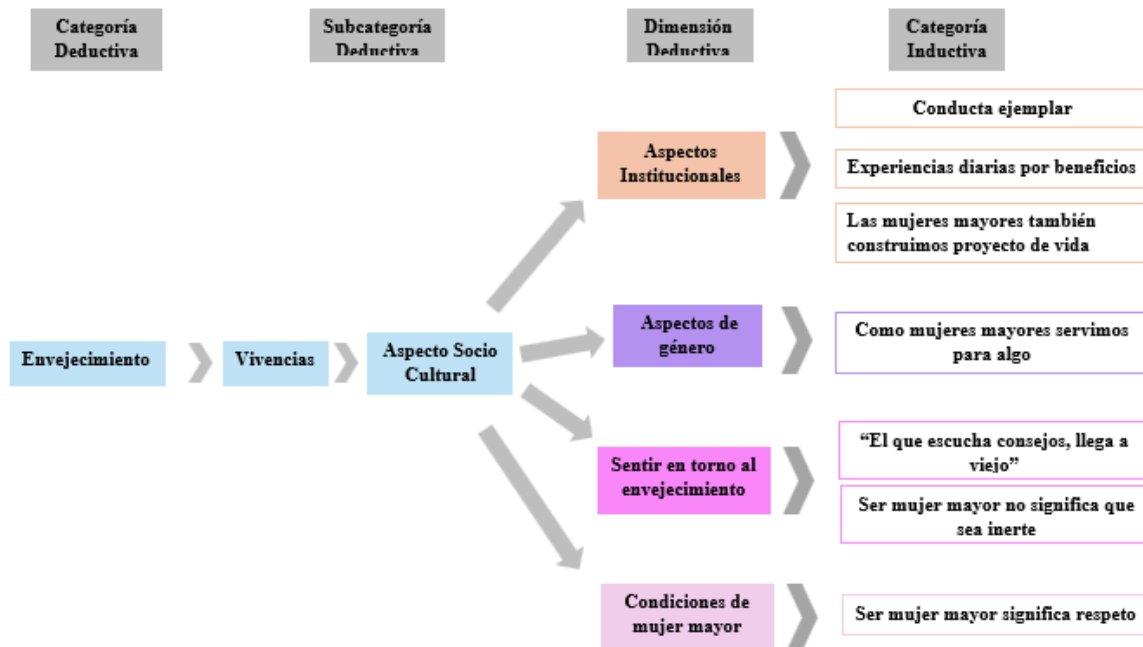 Categoría
Deductiva
Subcategoría
Deductiva
Dimensión
Deductiva
Categoría
Inductiva
Envejecimiento
Vivencias
Aspecto Socio
Cultural
Aspectos
Institucionales
Conducta ejemplar
Experiencias diarias por beneficios
Las mujeres mayores también
construimos proyecto de vida
Aspectos de
género
Como mujeres mayores servimos
para algo
Sentir en torno al
envejecimiento
“El que escucha consejos, llega a
viejo”
Ser mujer mayor no significa que
sea inerte
Condiciones de
mujer mayor
Ser mujer mayor significa respeto